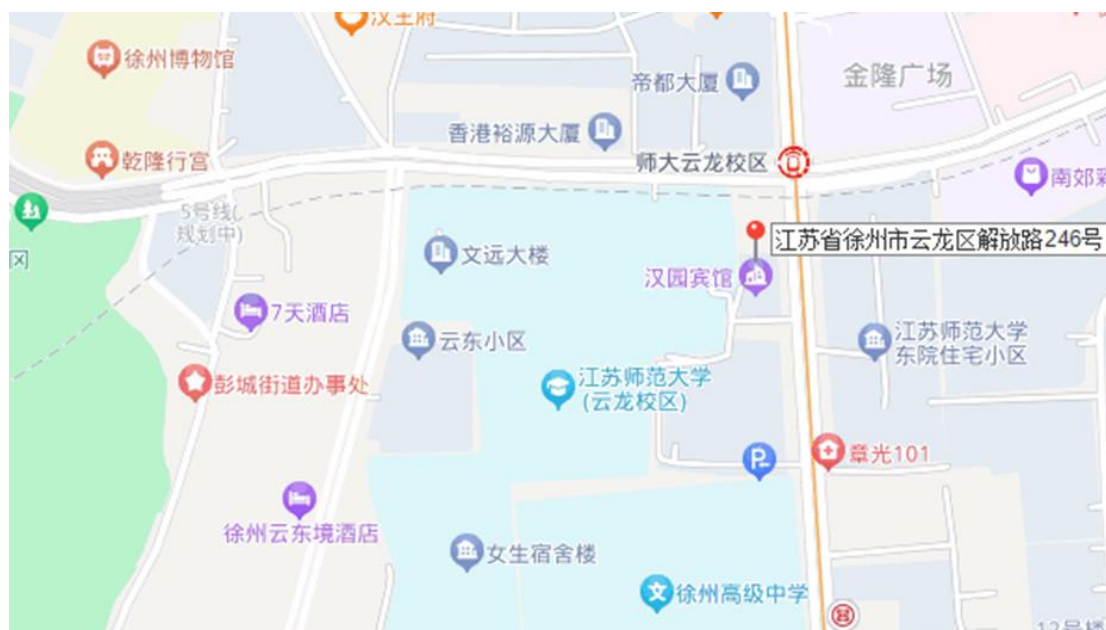 汉王府
徐州博物馆
帝都大厦
金隆广场
香港裕源大厦
乾隆行宫
师大云龙校区
南郊
5号线(
规划中)
江苏省徐州市云龙区解放路246号
文远大楼
汉园宾馆
7天酒店
云东小区
江苏师范大学
东院住宅小区
彭城街道办事处
江苏师范大学
(云龙校区)
P
章光101
徐州云东境酒店
女生宿舍楼
文
徐州高级中学
12号楼